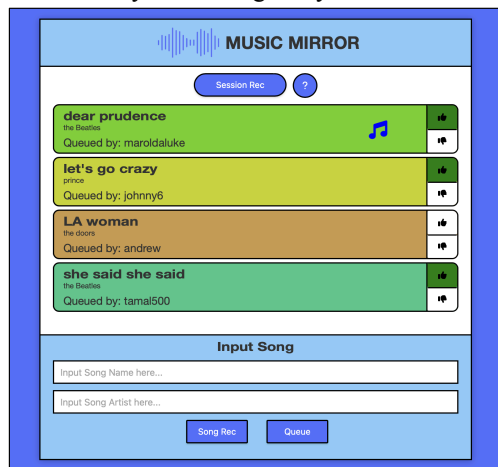 MUSIC MIRROR
Session Rec ?
dear prudence
the Beatles
Queued by: maroldaluke
let's go crazy
prince
Queued by: johnny6
LA woman
the doors
Queued by: andrew
she said she said
the Beatles
Queued by: tamal500
Input Song
Input Song Name here...
Input Song Artist here...
Song Rec Queue